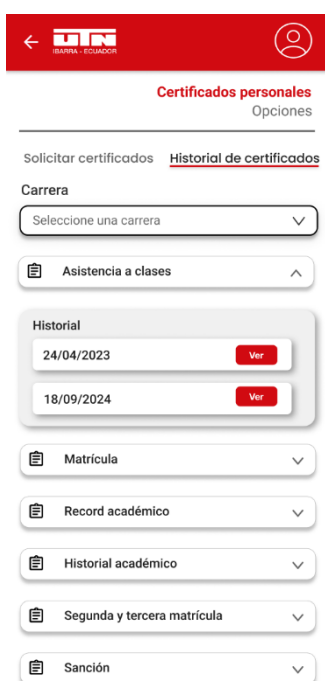 UTN
IBARRA - ECUADOR
Certificados personales
Opciones
Solicitar certificados Historial de certificados
Carrera
Seleccione una carrera
Asistencia a clases
Historial
24/04/2023 Ver
18/09/2024 Ver
Matrícula
Record académico
Historial académico
Segunda y tercera matrícula
Sanción